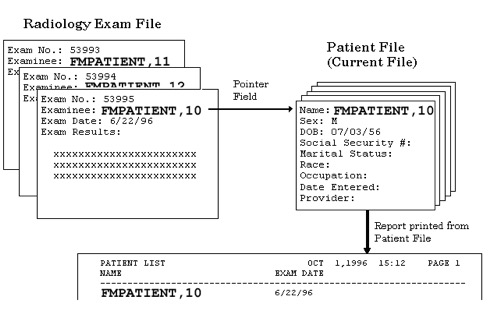 Radiology Exam File
Exam No.: 53993
Examinee: FMPATIENT,11
Ex
Exam No.: 53994
Examinee: FMPATIENT 12
Ex
Exam No.: 53995
Examinee: FMPATIENT,10
Exam Date: 6/22/96
Exam Results:
xxxxxxxxxxxxxxxxxxxxxxx
xxxxxxxxxxxxxxxxxxxxxxx
xxxxxxxxxxxxxxxxxxxxxxx
Pointer
Field
Patient File
(Current File)
Name: FMPATIENT,10
Sex: M
DOB: 07/03/56
Social Security #:
Marital Status:
Race:
Occupation:
Date Entered:
Provider:
Report printed from
Patient File
PATIENT LIST OCT 1,1996 15:12 PAGE 1
NAME EXAM DATE
--------------------------------------------------------
FMPATIENT,10 6/22/96